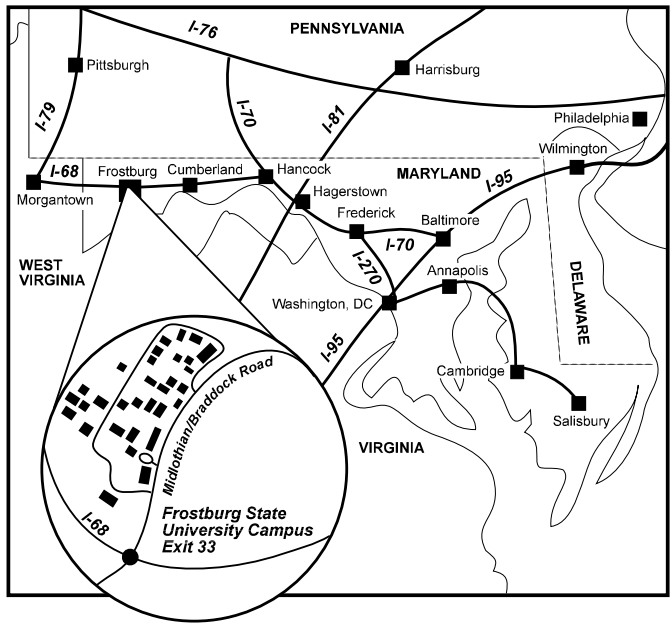 I-76
PENNSYLVANIA
Pittsburgh
Harrisburg
I-79
I-70
I-81
Philadelphia
Wilmington
I-68
Frostburg
Cumberland
Hancock
MARYLAND
I-95
Morgantown
Hagerstown
Frederick
Baltimore
I-70
WEST
VIRGINIA
I-270
Annapolis
DELAWARE
Washington, DC
I-95
Cambridge
Salisbury
VIRGINIA
Midlothian/Braddock Road
I-68
Frostburg State
University Campus
Exit 33